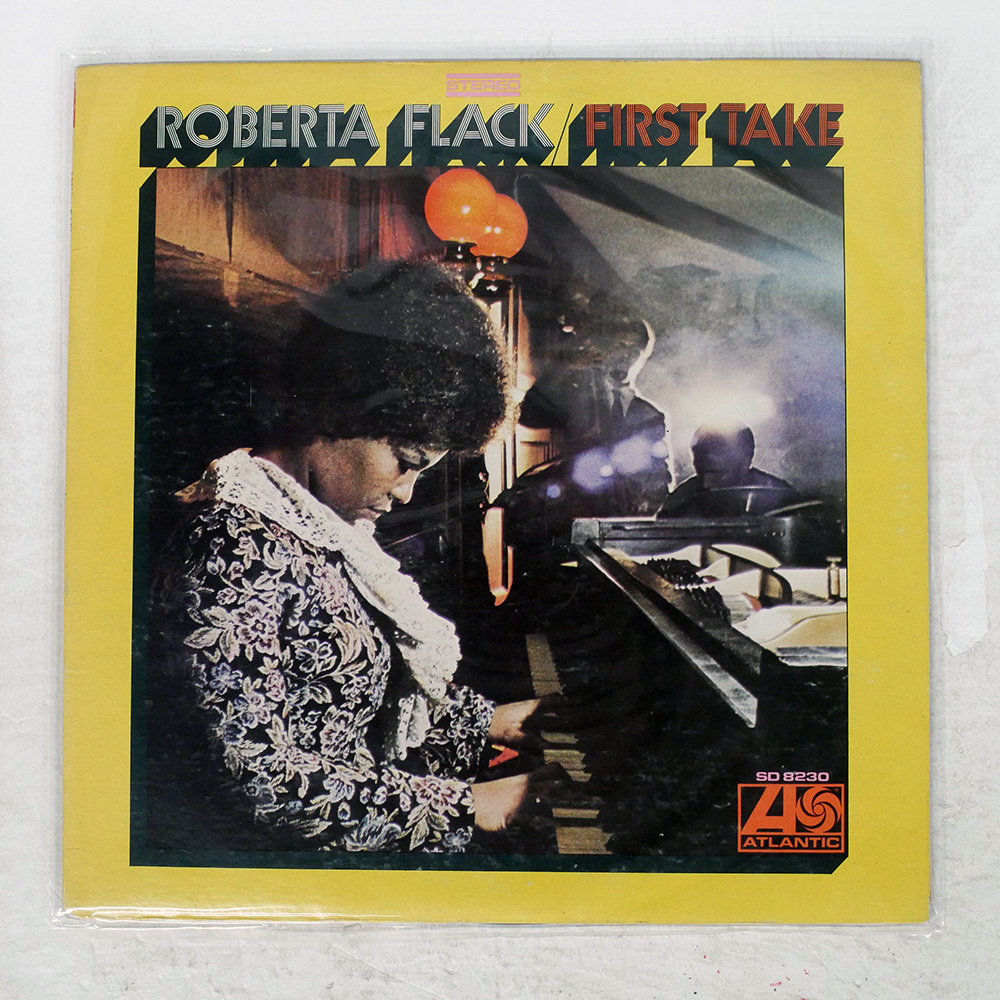 STEREO
ROBERTA FLACK/FIRST TAKE
SD 8230
ATLANTIC